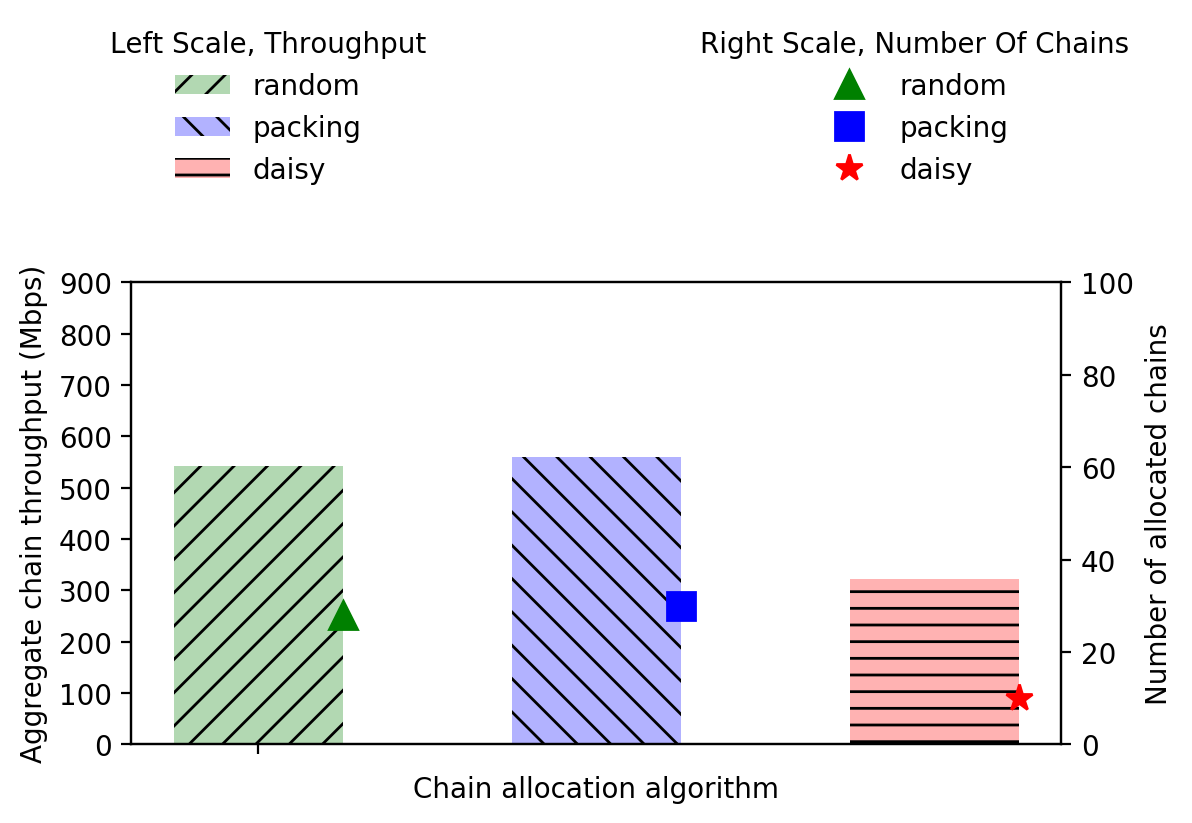 Left Scale, Throughput
random
packing
daisy
Right Scale, Number Of Chains
random
packing
daisy
Aggregate chain throughput (Mbps)
900
800
700
600
500
400
300
200
100
0
100
80
60
40
20
0
Number of allocated chains
Chain allocation algorithm